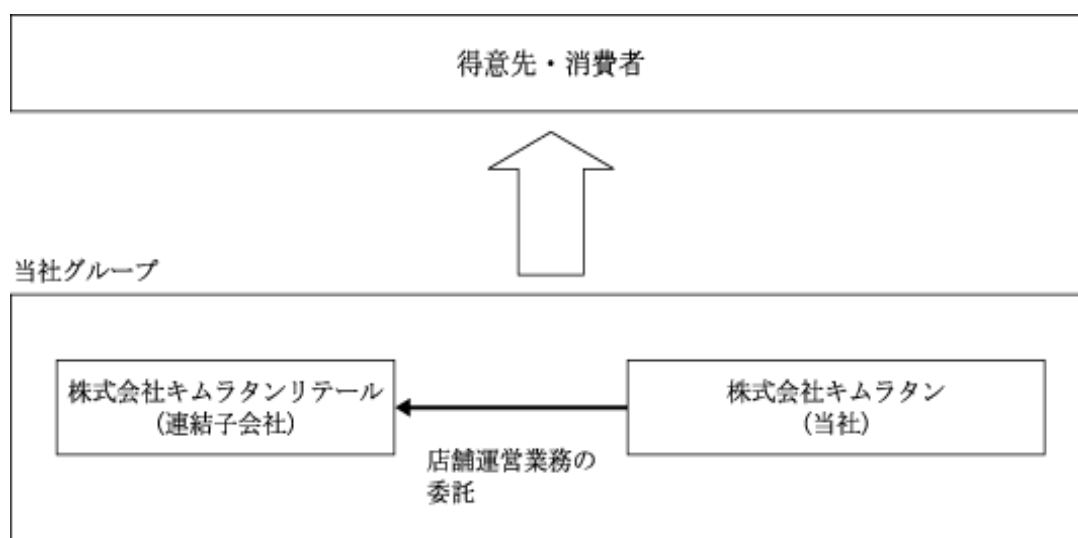 得意先・消費者
当社グループ
株式会社キムラタンリテール
(連結子会社)
株式会社キムラタン
(当社)
店舗運営業務の
委託